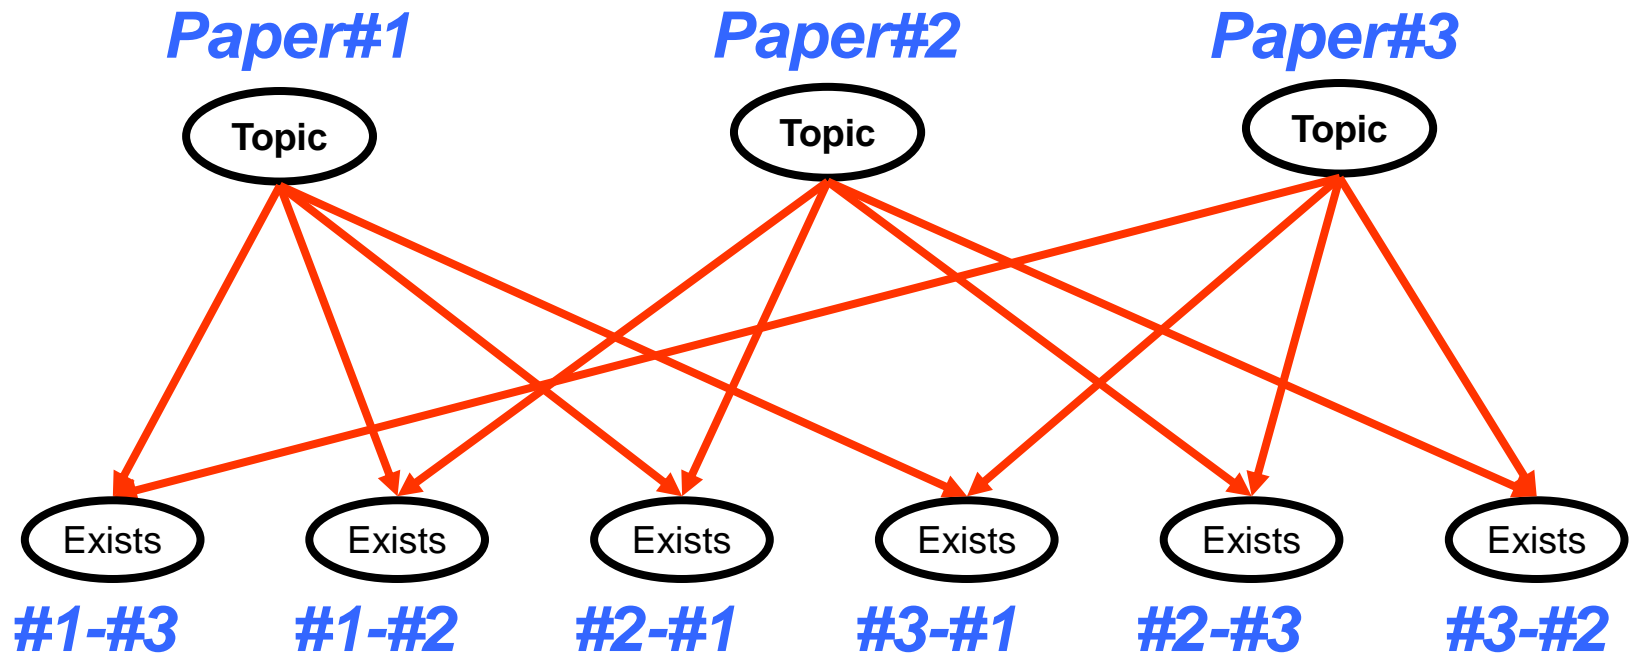 Paper#1 Paper#2 Paper#3
Topic Topic Topic
Exists Exists Exists Exists Exists Exists
#1-#3 #1-#2 #2-#1 #3-#1 #2-#3 #3-#2